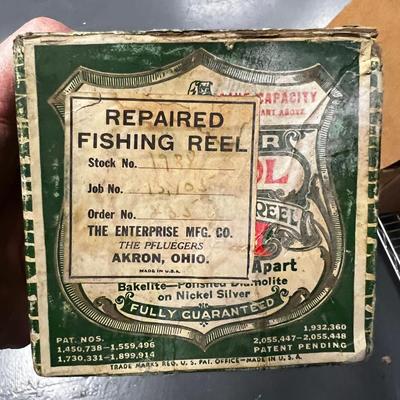 CAPACITY
ABOVE
REPAIRED
FISHING REEL
Stock No.
Job No.
Order No.
THE ENTERPRISE MFG. CO.
THE PFLUEGERS
AKRON, OHIO.
MADE IN U.S.A.
REEL
Apart
Bakelite—Polished Diamolite
on Nickel Silver
FULLY GUARANTEED
PAT. NOS.
1,450,738—1,559,496
1,730,331—1,899,914
1,932,360
2,055,447—2,055,448
PATENT PENDING
TRADE MARKS REG. U. S. PAT. OFFICE—MADE IN U. S. A.